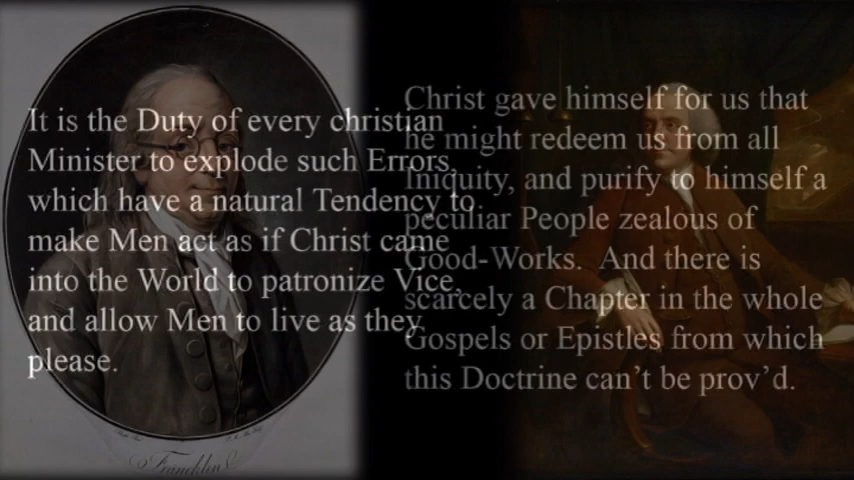 It is the Duty of every christian
Minister to explode such Errors,
which have a natural Tendency to
make Men act as if Christ came
into the World to patronize Vice,
and allow Men to live as they
please.
Christ gave himself for us that
he might redeem us from all
Iniquity, and purify to himself a
peculiar People zealous of
Good-Works. And there is
scarcely a Chapter in the whole
Gospels or Epistles from which
this Doctrine can't be prov'd.
Francklin